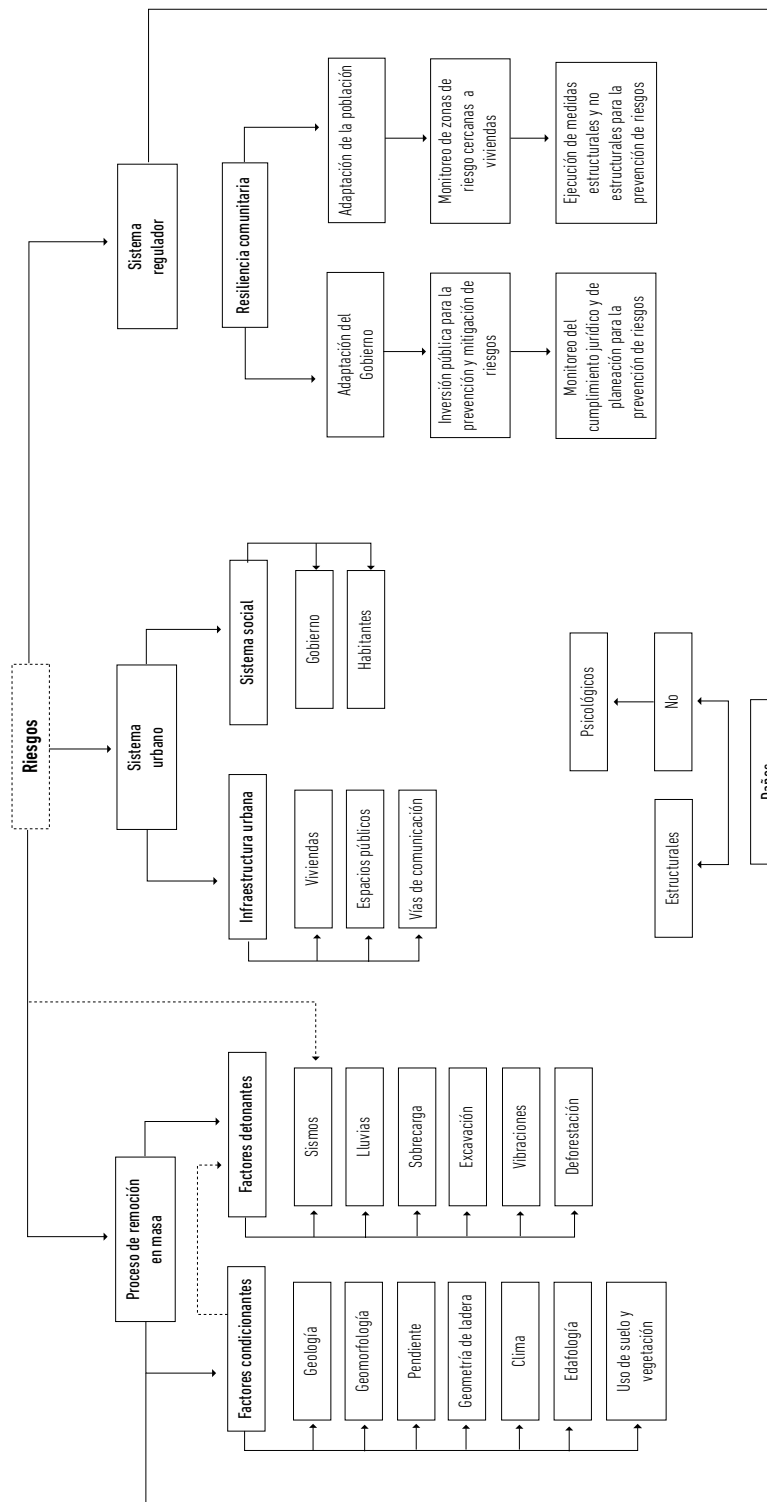 Riesgos
Proceso de remoción
en masa
Factores condicionantes
Geología
Geomorfología
Pendiente
Geometría de ladera
Clima
Edafología
Uso de suelo y
vegetación
Factores detonantes
Sismos
Lluvias
Sobrecarga
Excavación
Vibraciones
Deforestación
Sistema
urbano
Infraestructura urbana
Viviendas
Espacios públicos
Vías de comunicación
Sistema social
Gobierno
Habitantes
Sistema
regulador
Resiliencia comunitaria
Adaptación del
Gobierno
Inversión pública para la
prevención y mitigación de
riesgos
Monitoreo del
cumplimiento jurídico y de
planeación para la
prevención de riesgos
Adaptación de la población
Monitoreo de zonas de
riesgo cercanas a
viviendas
Ejecución de medidas
estructurales y no
estructurales para la
prevención de riesgos
Psicológicos
Estructurales
No
Daños